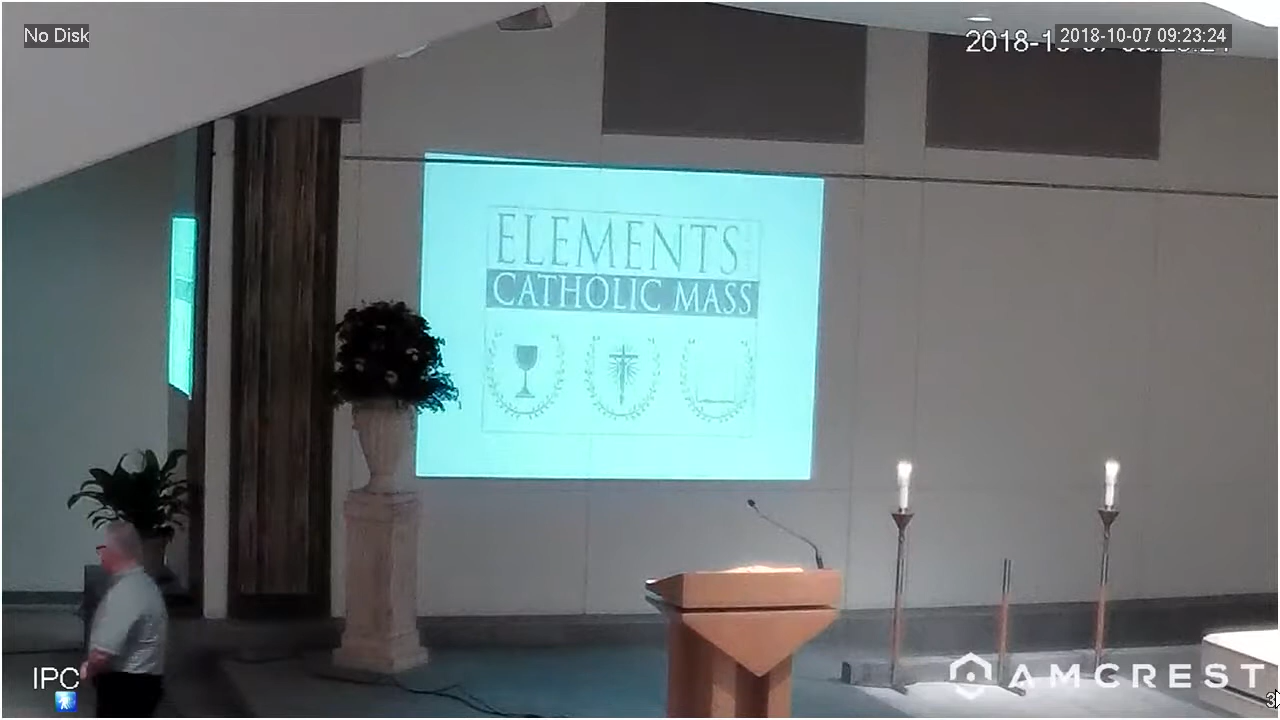 No Disk
2018-10-07 09:23:24
ELEMENTS
CATHOLIC MASS
IPC
AMCREST